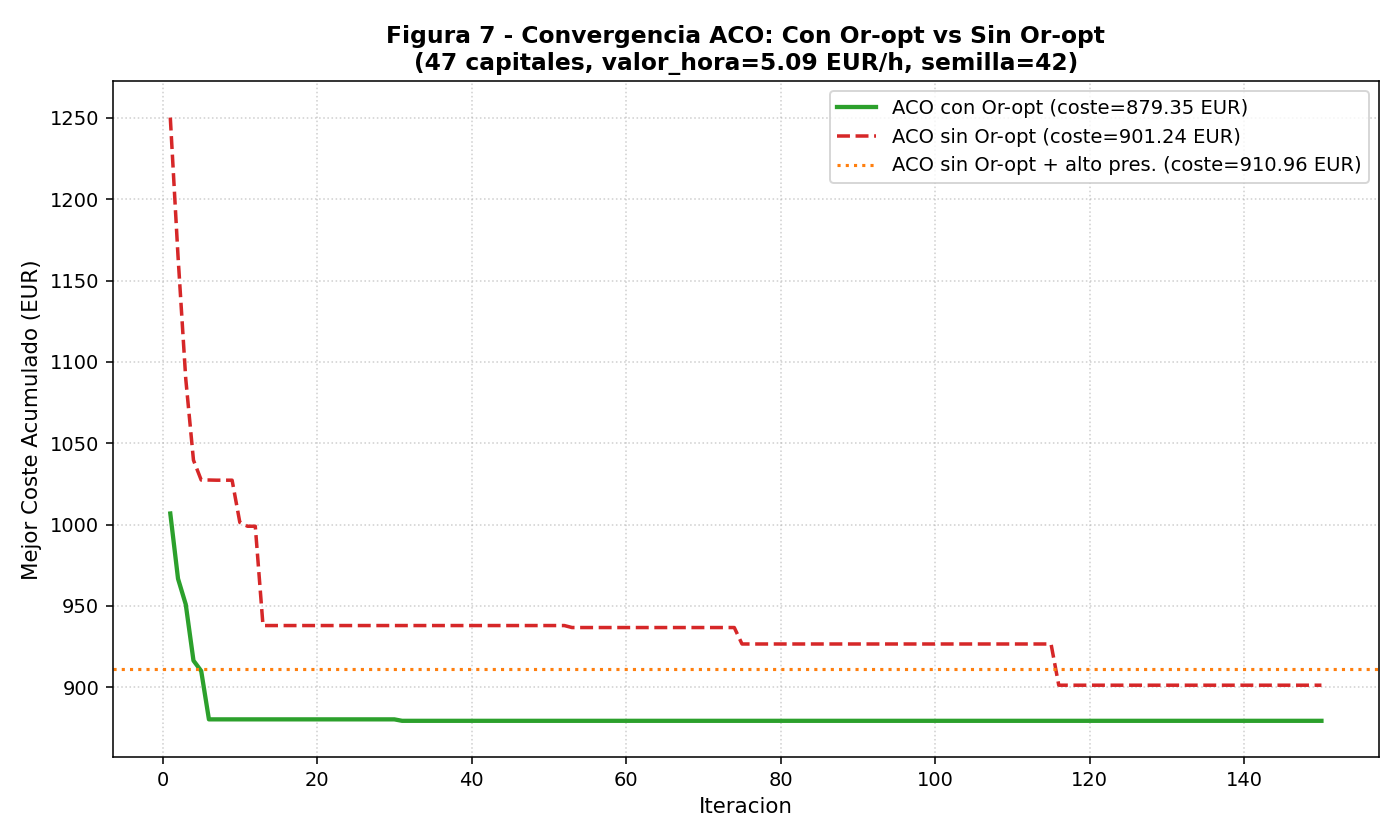 Figura 7 - Convergencia ACO: Con Or-opt vs Sin Or-opt
(47 capitales, valor_hora=5.09 EUR/h, semilla=42)
ACO con Or-opt (coste=879.35 EUR)
ACO sin Or-opt (coste=901.24 EUR)
ACO sin Or-opt + alto pres. (coste=910.96 EUR)
Mejor Coste Acumulado (EUR)
1250
1200
1150
1100
1050
1000
950
900
0 20 40 60 80 100 120 140
Iteracion